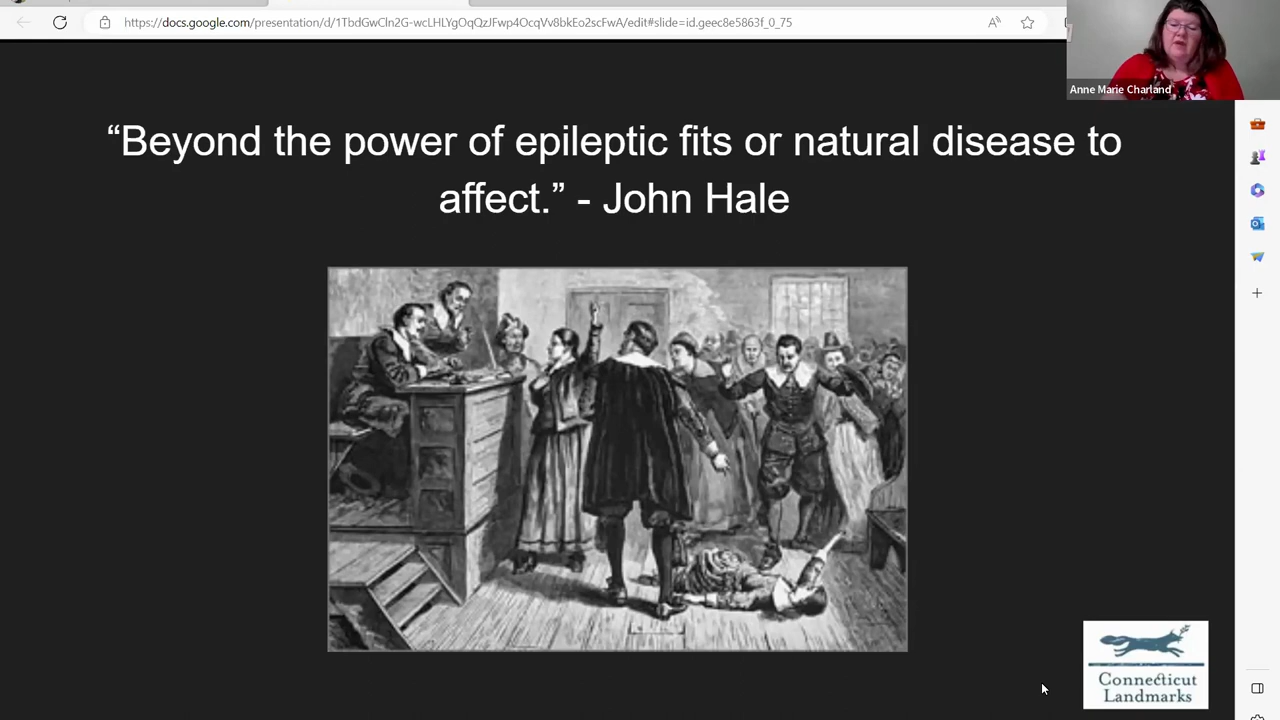 https://docs.google.com/presentation/d/1TbdGwCln2G-wcLHLYgOqQzJFwp4OcqVv8bkEo2scFwA/edit#slide=id.geec8e5863f_0_75
Anne Marie Charland
“Beyond the power of epileptic fits or natural disease to
affect.” - John Hale
Connecticut
Landmarks